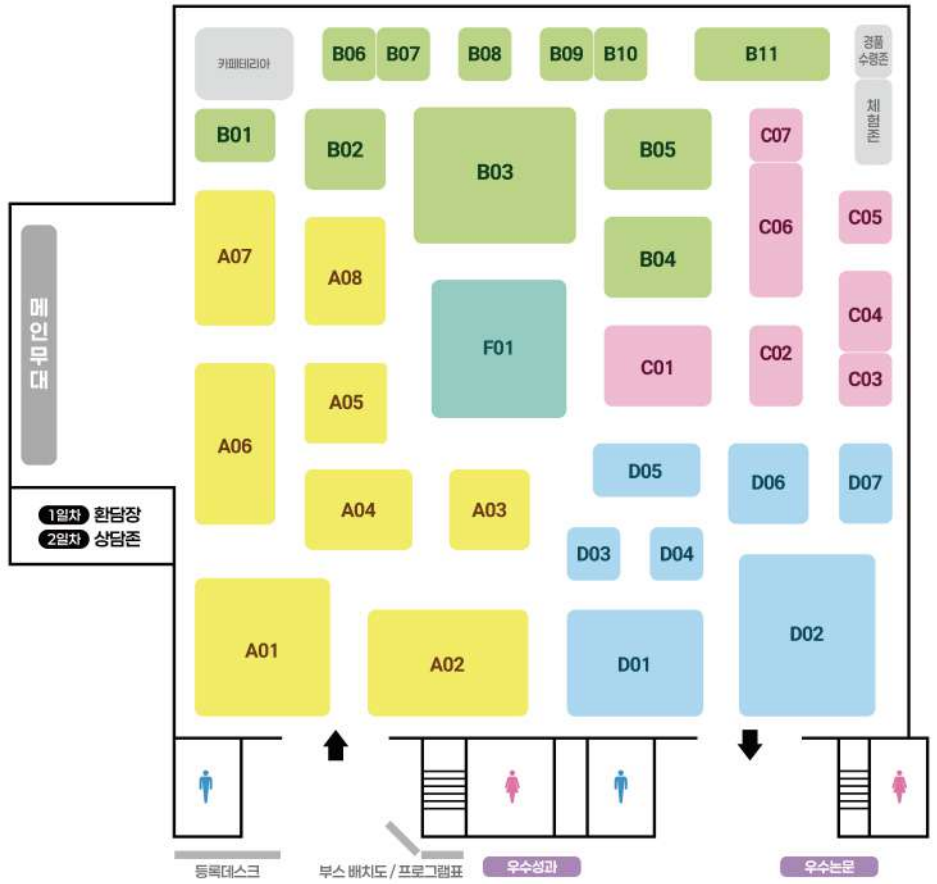 카페테리아
B06
B07
B08
B09
B10
B11
경품
수령존
체험존
B01
B02
B03
B05
C07
C06
C05
A07
A08
B04
메인무대
F01
C04
C01
C02
C03
A06
A05
D05
D06
D07
A04
A03
1일차 환담장
2일차 상담존
D03
D04
A01
A02
D01
D02
등록데스크
부스 배치도 / 프로그램표
우수성과
우수논문